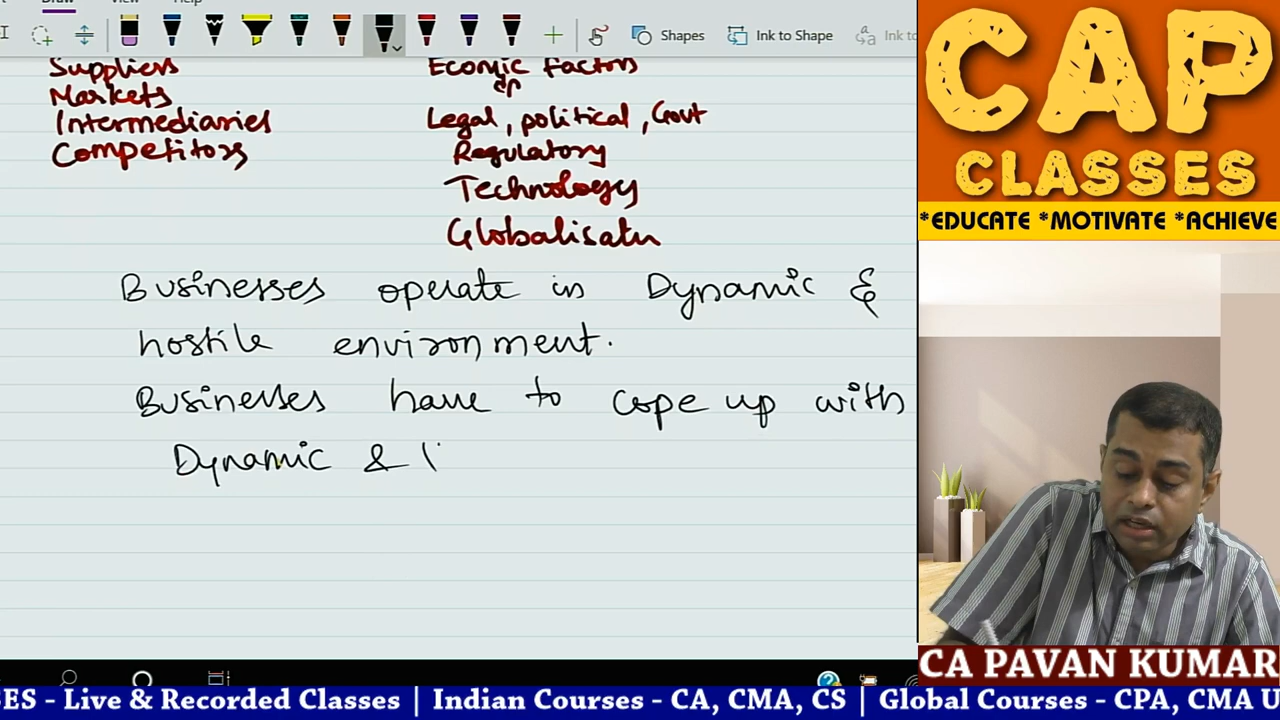 Draw View Help
Shapes Ink to Shape Ink to
Suppliers
Markets
Intermediaries
Competitors
Economic factors
Legal, political, Govt
Regulatory
Technology
Globalisatn
Businesses operate in Dynamic &
hostile environment.
Businesses have to cope up with
Dynamic &
CAP
CLASSES
*EDUCATE *MOTIVATE *ACHIEVE
CA PAVAN KUMAR
SES - Live & Recorded Classes | Indian Courses - CA, CMA, CS | Global Courses - CPA, CMA U